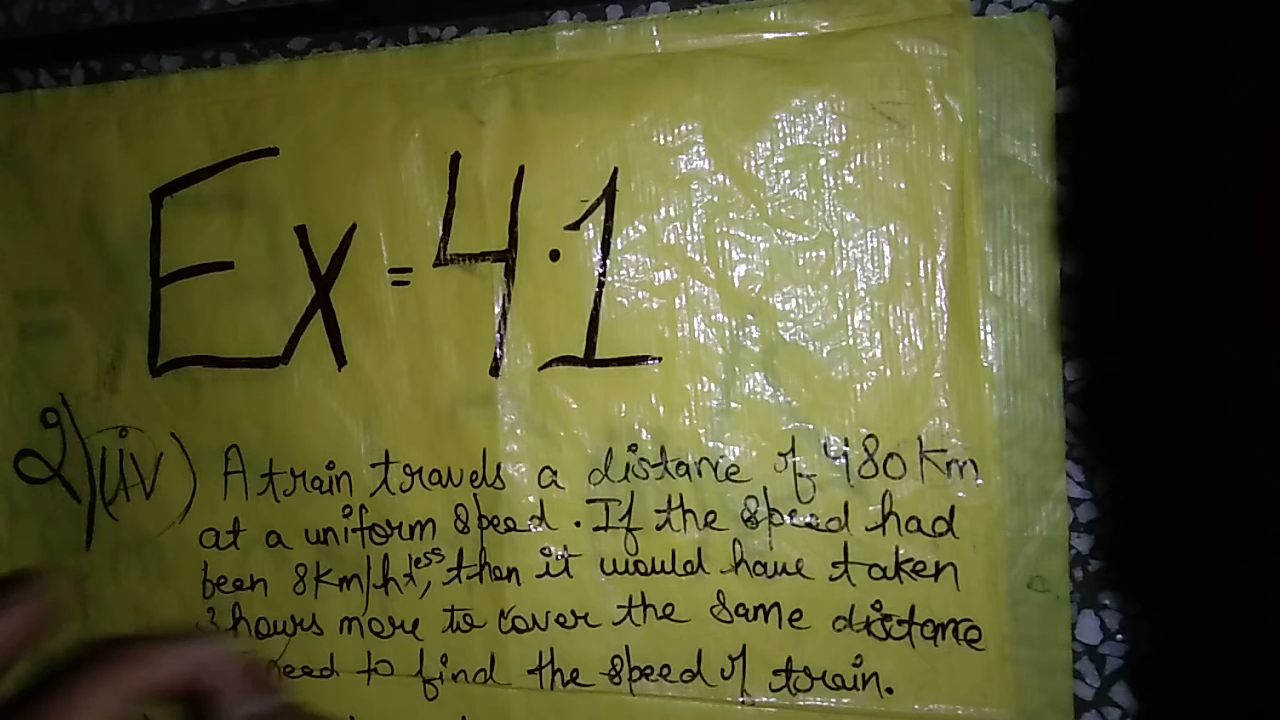 Ex = 4.1
2) (iv) A train travels a distance of 480 Km
at a uniform speed. If the speed had
been 8 Km/h less, then it would have taken
3 hours more to cover the same distance
need to find the speed of train.